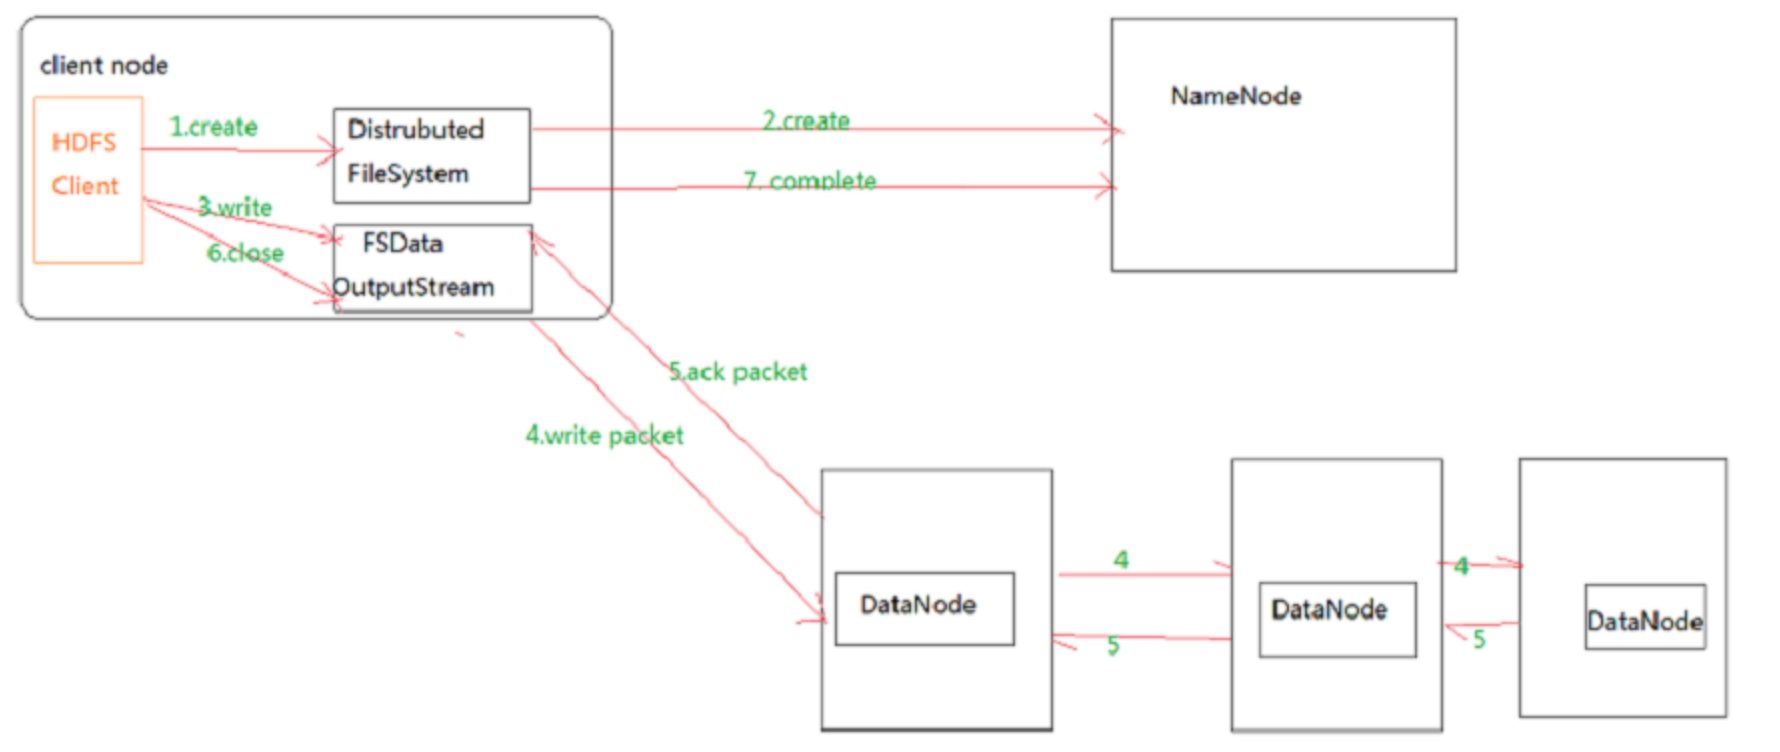 client node
HDFS
Client
1.create
Distrubuted
FileSystem
2.create
7. complete
NameNode
3.write
6.close
FSData
OutputStream
5.ack packet
4.write packet
DataNode
4
5
DataNode
4
5
DataNode